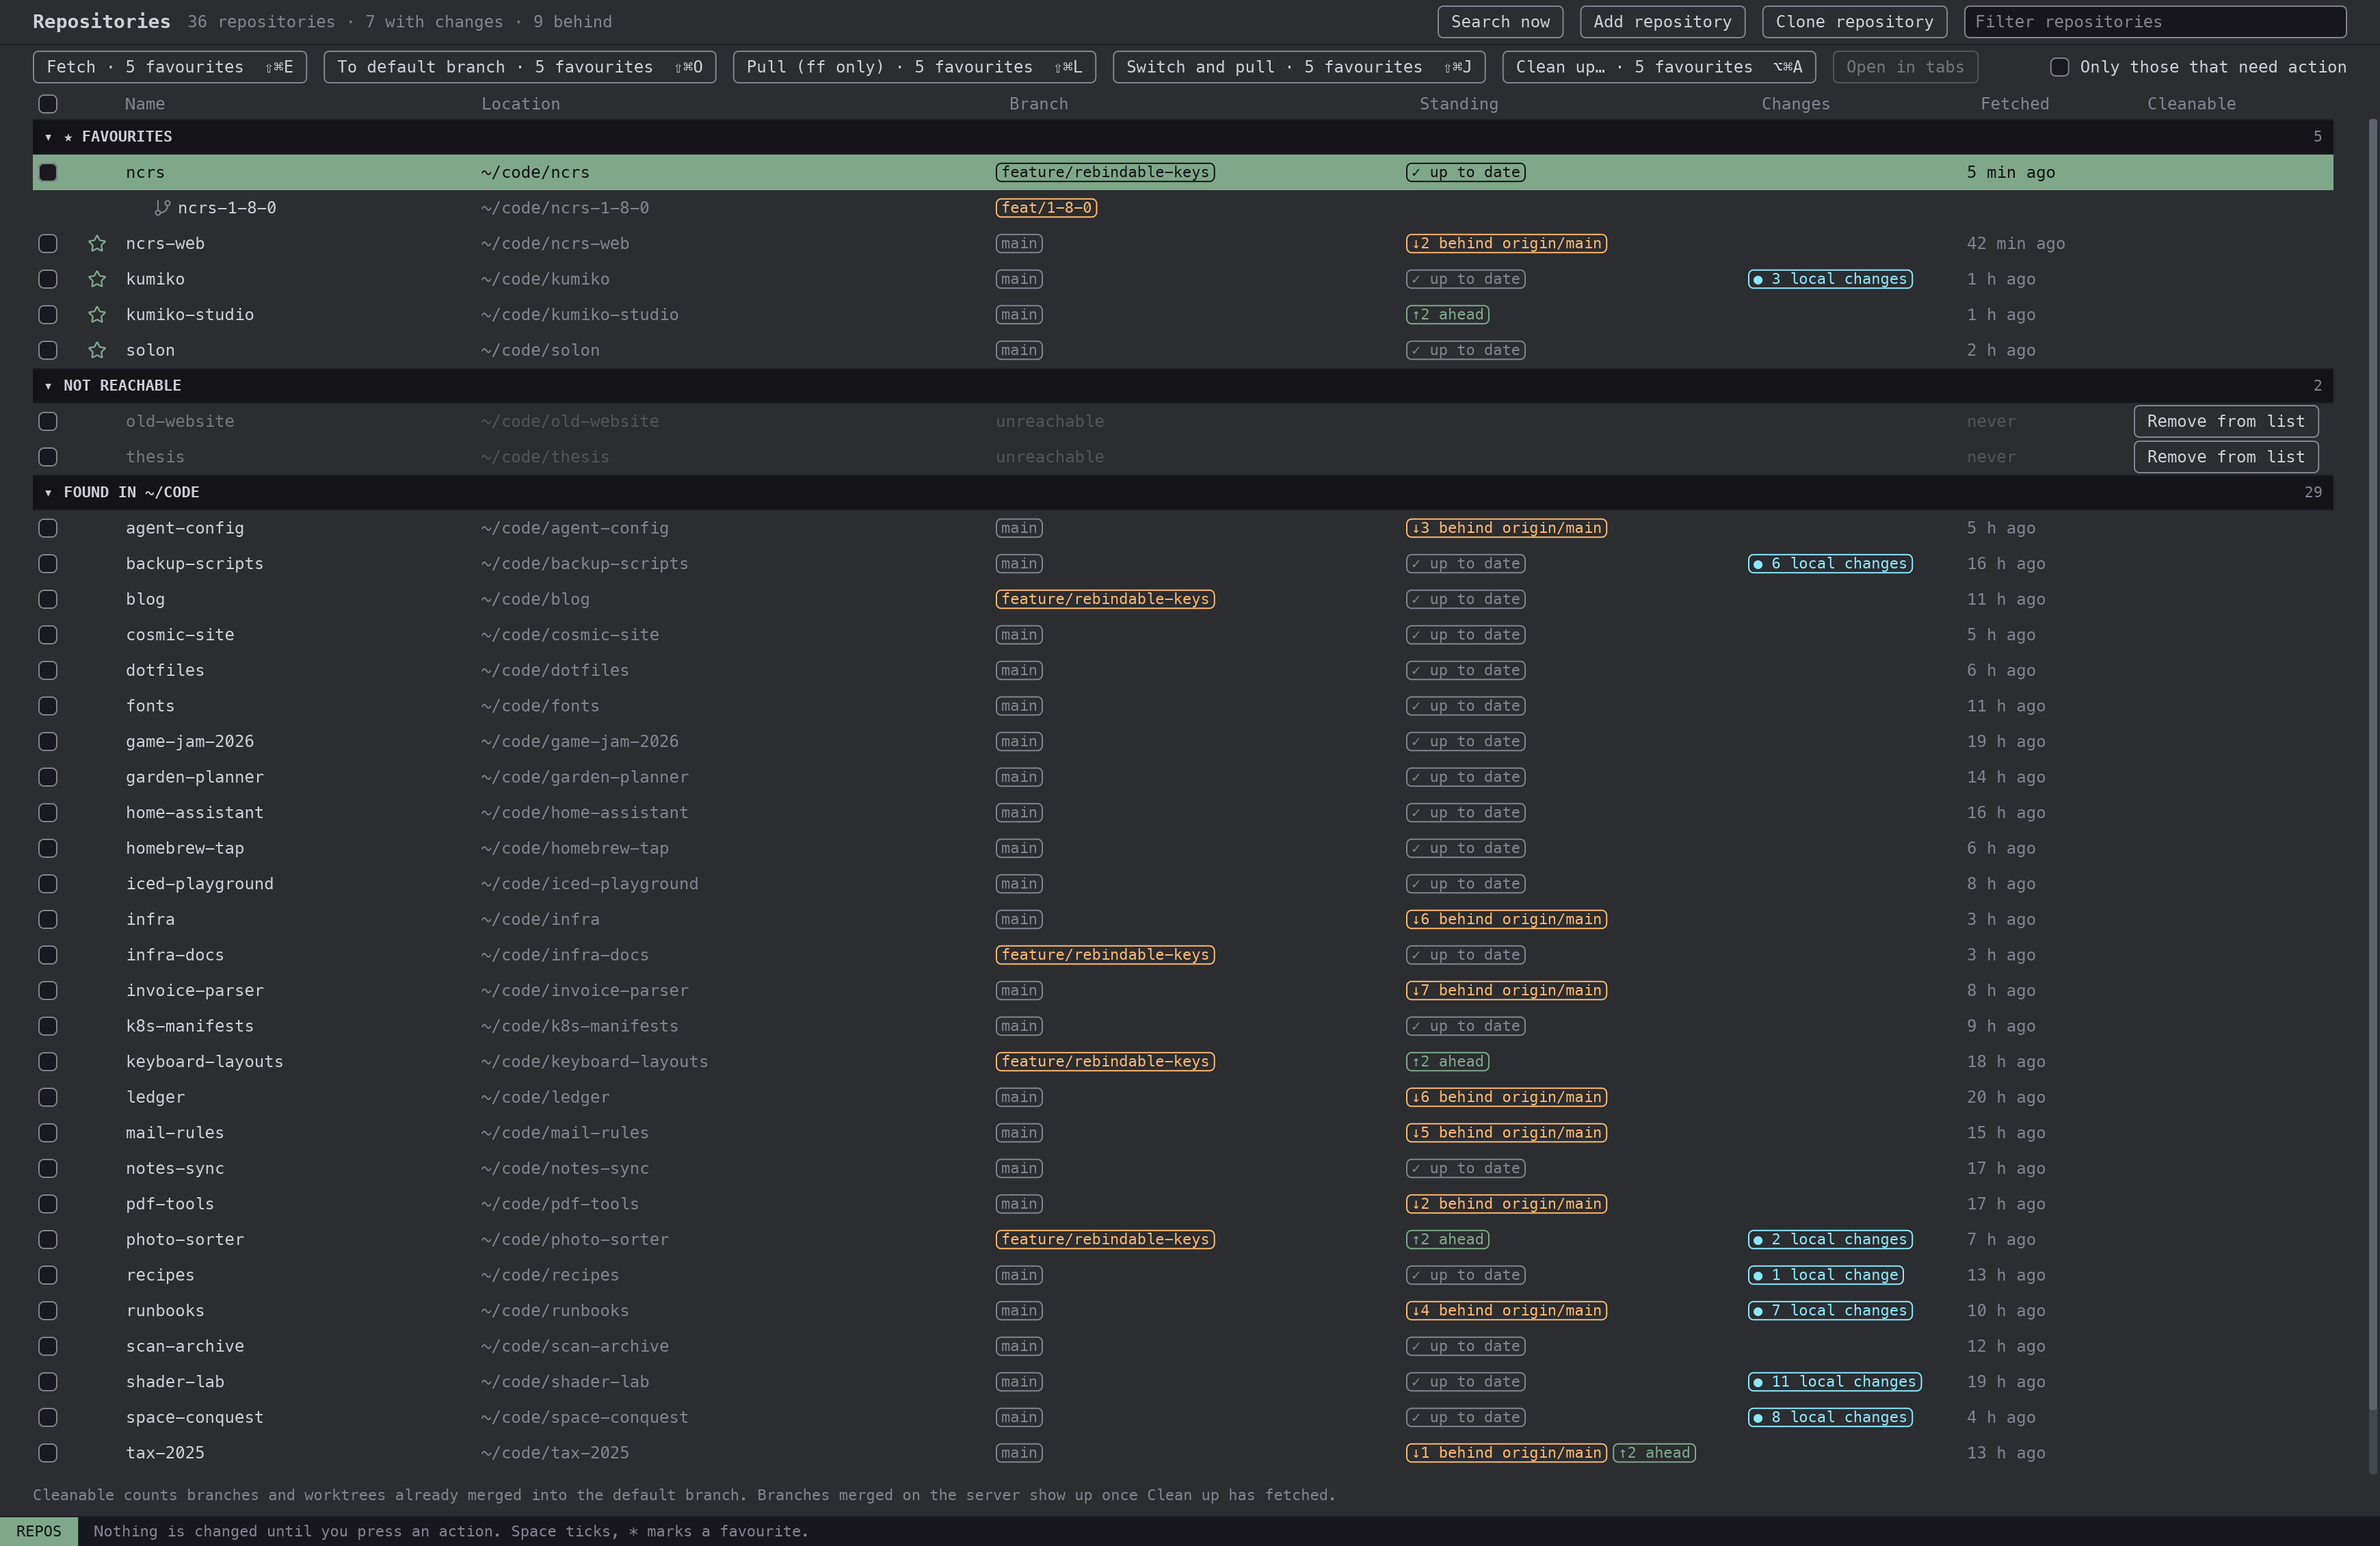 Repositories 36 repositories · 7 with changes · 9 behind Search now Add repository Clone repository Filter repositories
Fetch · 5 favourites ⇧⌘E To default branch · 5 favourites ⇧⌘O Pull (ff only) · 5 favourites ⇧⌘L Switch and pull · 5 favourites ⇧⌘J Clean up… · 5 favourites ⌥⌘A Open in tabs Only those that need action
Name Location Branch Standing Changes Fetched Cleanable
▾ ★ FAVOURITES 5
ncrs ~/code/ncrs feature/rebindable-keys ✓ up to date 5 min ago
ncrs-1-8-0 ~/code/ncrs-1-8-0 feat/1-8-0
ncrs-web ~/code/ncrs-web main ↓2 behind origin/main 42 min ago
kumiko ~/code/kumiko main ✓ up to date ● 3 local changes 1 h ago
kumiko-studio ~/code/kumiko-studio main ↑2 ahead 1 h ago
solon ~/code/solon main ✓ up to date 2 h ago
▾ NOT REACHABLE 2
old-website ~/code/old-website unreachable never Remove from list
thesis ~/code/thesis unreachable never Remove from list
▾ FOUND IN ~/CODE 29
agent-config ~/code/agent-config main ↓3 behind origin/main 5 h ago
backup-scripts ~/code/backup-scripts main ✓ up to date ● 6 local changes 16 h ago
blog ~/code/blog feature/rebindable-keys ✓ up to date 11 h ago
cosmic-site ~/code/cosmic-site main ✓ up to date 5 h ago
dotfiles ~/code/dotfiles main ✓ up to date 6 h ago
fonts ~/code/fonts main ✓ up to date 11 h ago
game-jam-2026 ~/code/game-jam-2026 main ✓ up to date 19 h ago
garden-planner ~/code/garden-planner main ✓ up to date 14 h ago
home-assistant ~/code/home-assistant main ✓ up to date 16 h ago
homebrew-tap ~/code/homebrew-tap main ✓ up to date 6 h ago
iced-playground ~/code/iced-playground main ✓ up to date 8 h ago
infra ~/code/infra main ↓6 behind origin/main 3 h ago
infra-docs ~/code/infra-docs feature/rebindable-keys ✓ up to date 3 h ago
invoice-parser ~/code/invoice-parser main ↓7 behind origin/main 8 h ago
k8s-manifests ~/code/k8s-manifests main ✓ up to date 9 h ago
keyboard-layouts ~/code/keyboard-layouts feature/rebindable-keys ↑2 ahead 18 h ago
ledger ~/code/ledger main ↓6 behind origin/main 20 h ago
mail-rules ~/code/mail-rules main ↓5 behind origin/main 15 h ago
notes-sync ~/code/notes-sync main ✓ up to date 17 h ago
pdf-tools ~/code/pdf-tools main ↓2 behind origin/main 17 h ago
photo-sorter ~/code/photo-sorter feature/rebindable-keys ↑2 ahead ● 2 local changes 7 h ago
recipes ~/code/recipes main ✓ up to date ● 1 local change 13 h ago
runbooks ~/code/runbooks main ↓4 behind origin/main ● 7 local changes 10 h ago
scan-archive ~/code/scan-archive main ✓ up to date 12 h ago
shader-lab ~/code/shader-lab main ✓ up to date ● 11 local changes 19 h ago
space-conquest ~/code/space-conquest main ✓ up to date ● 8 local changes 4 h ago
tax-2025 ~/code/tax-2025 main ↓1 behind origin/main ↑2 ahead 13 h ago
Cleanable counts branches and worktrees already merged into the default branch. Branches merged on the server show up once Clean up has fetched.
REPOS Nothing is changed until you press an action. Space ticks, * marks a favourite.